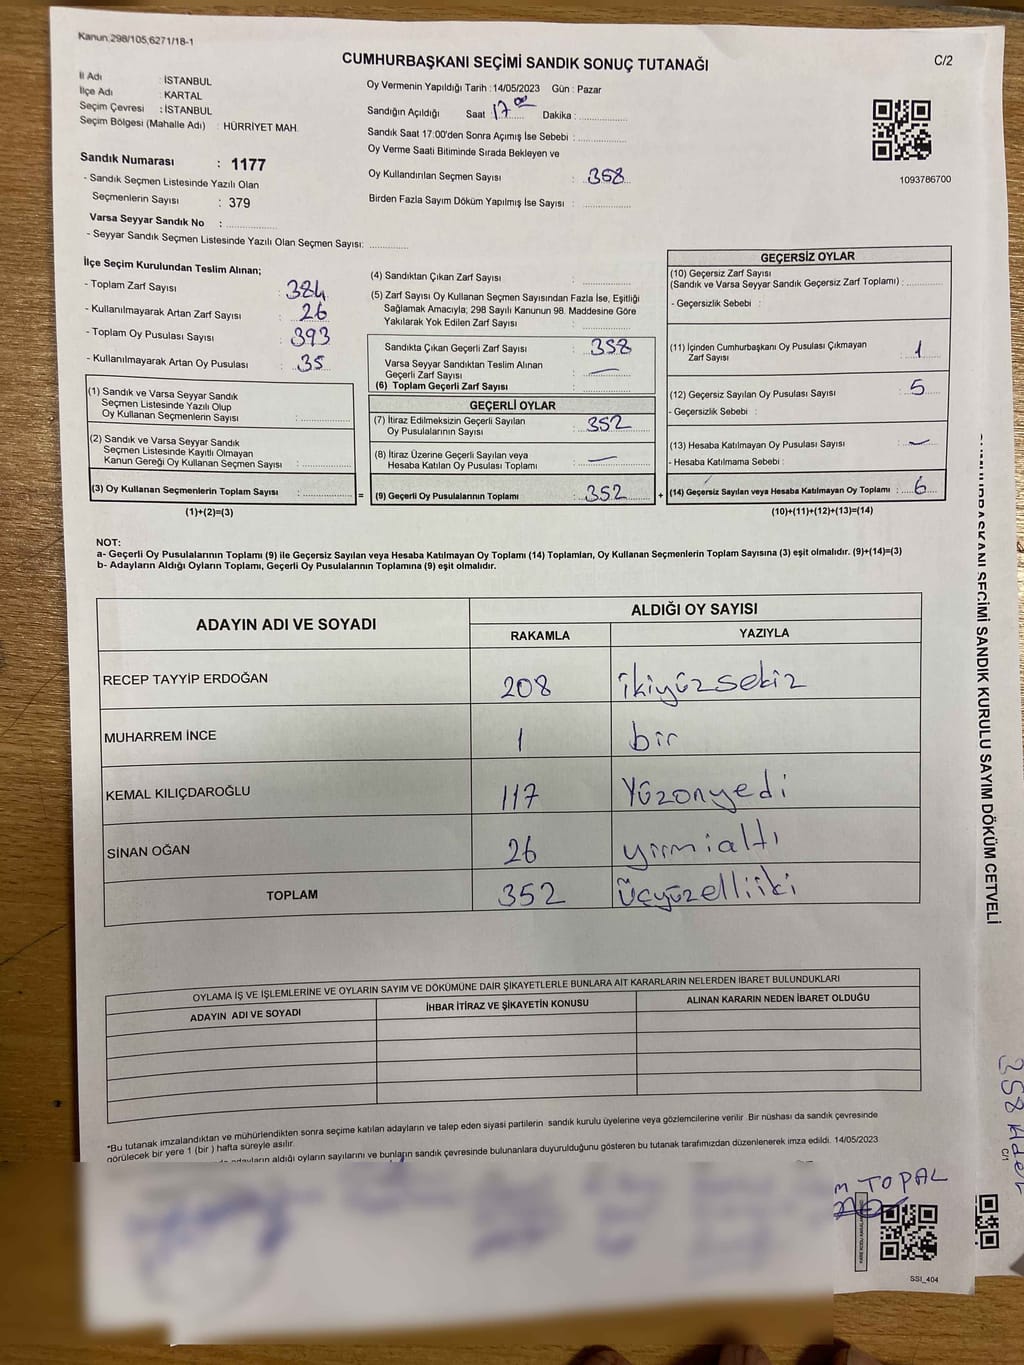 Kanun:298/105,6271/18-1
CUMHURBAŞKANI SEÇİMİ SANDIK SONUÇ TUTANAĞI
C/2
İl Adı : İSTANBUL
İlçe Adı : KARTAL
Seçim Çevresi : İSTANBUL
Seçim Bölgesi (Mahalle Adı) : HÜRRİYET MAH.
Oy Vermenin Yapıldığı Tarih : 14/05/2023 Gün : Pazar
Sandığın Açıldığı Saat 17.00 Dakika :
Sandık Saat 17:00'den Sonra Açımış İse Sebebi :
Oy Verme Saati Bitiminde Sırada Bekleyen ve
Oy Kullandırılan Seçmen Sayısı : 358
Birden Fazla Sayım Döküm Yapılmış İse Sayısı :
1093786700
Sandık Numarası : 1177
- Sandık Seçmen Listesinde Yazılı Olan
Seçmenlerin Sayısı : 379
Varsa Seyyar Sandık No :
- Seyyar Sandık Seçmen Listesinde Yazılı Olan Seçmen Sayısı:
İlçe Seçim Kurulundan Teslim Alınan;
- Toplam Zarf Sayısı : 384
- Kullanılmayarak Artan Zarf Sayısı : 26
- Toplam Oy Pusulası Sayısı : 393
- Kullanılmayarak Artan Oy Pusulası : 35
(1) Sandık ve Varsa Seyyar Sandık
Seçmen Listesinde Yazılı Olup
Oy Kullanan Seçmenlerin Sayısı :
(2) Sandık ve Varsa Seyyar Sandık
Seçmen Listesinde Kayıtlı Olmayan
Kanun Gereği Oy Kullanan Seçmen Sayısı :
(3) Oy Kullanan Seçmenlerin Toplam Sayısı : =
(1)+(2)=(3)
(4) Sandıktan Çıkan Zarf Sayısı :
(5) Zarf Sayısı Oy Kullanan Seçmen Sayısından Fazla İse, Eşitliği
Sağlamak Amacıyla; 298 Sayılı Kanunun 98. Maddesine Göre
Yakılarak Yok Edilen Zarf Sayısı :
Sandıkta Çıkan Geçerli Zarf Sayısı : 358
Varsa Seyyar Sandıktan Teslim Alınan
Geçerli Zarf Sayısı : —
(6) Toplam Geçerli Zarf Sayısı :
GEÇERLİ OYLAR
(7) İtiraz Edilmeksizin Geçerli Sayılan
Oy Pusulalarının Sayısı : 352
(8) İtiraz Üzerine Geçerli Sayılan veya
Hesaba Katılan Oy Pusulası Toplamı : —
(9) Geçerli Oy Pusulalarının Toplamı : 352 +
GEÇERSİZ OYLAR
(10) Geçersiz Zarf Sayısı
(Sandık ve Varsa Seyyar Sandık Geçersiz Zarf Toplamı) :
- Geçersizlik Sebebi :
(11) İçinden Cumhurbaşkanı Oy Pusulası Çıkmayan
Zarf Sayısı : 1
(12) Geçersiz Sayılan Oy Pusulası Sayısı : 5
- Geçersizlik Sebebi :
(13) Hesaba Katılmayan Oy Pusulası Sayısı : —
- Hesaba Katılmama Sebebi :
(14) Geçersiz Sayılan veya Hesaba Katılmayan Oy Toplamı : 6
(10)+(11)+(12)+(13)=(14)
NOT:
a- Geçerli Oy Pusulalarının Toplamı (9) ile Geçersiz Sayılan veya Hesaba Katılmayan Oy Toplamı (14) Toplamları, Oy Kullanan Seçmenlerin Toplam Sayısına (3) eşit olmalıdır. (9)+(14)=(3)
b- Adayların Aldığı Oyların Toplamı, Geçerli Oy Pusulalarının Toplamına (9) eşit olmalıdır.
ADAYIN ADI VE SOYADI ALDIĞI OY SAYISI
RAKAMLA YAZIYLA
RECEP TAYYİP ERDOĞAN 208 ikiyüzsekiz
MUHARREM İNCE 1 bir
KEMAL KILIÇDAROĞLU 117 Yüzonyedi
SİNAN OĞAN 26 yirmialtı
TOPLAM 352 Üçyüzelliiki
OYLAMA İŞ VE İŞLEMLERİNE VE OYLARIN SAYIM VE DÖKÜMÜNE DAİR ŞİKAYETLERLE BUNLARA AİT KARARLARIN NELERDEN İBARET BULUNDUKLARI
ADAYIN ADI VE SOYADI İHBAR İTİRAZ VE ŞİKAYETİN KONUSU ALINAN KARARIN NEDEN İBARET OLDUĞU
*Bu tutanak imzalandıktan ve mühürlendikten sonra seçime katılan adayların ve talep eden siyasi partilerin sandık kurulu üyelerine veya gözlemcilerine verilir. Bir nüshası da sandık çevresinde
görülecek bir yere 1 (bir) hafta süreyle asılır.
aldığı oyların sayılarını ve bunların sandık çevresinde bulunanlara duyurulduğunu gösteren bu tutanak tarafımızdan düzenlenerek imza edildi. 14/05/2023
m TOPAL
SSI_404
SEÇİMİ SANDIK KURULU SAYIM DÖKÜM CETVELİ
358 Adet
C/1